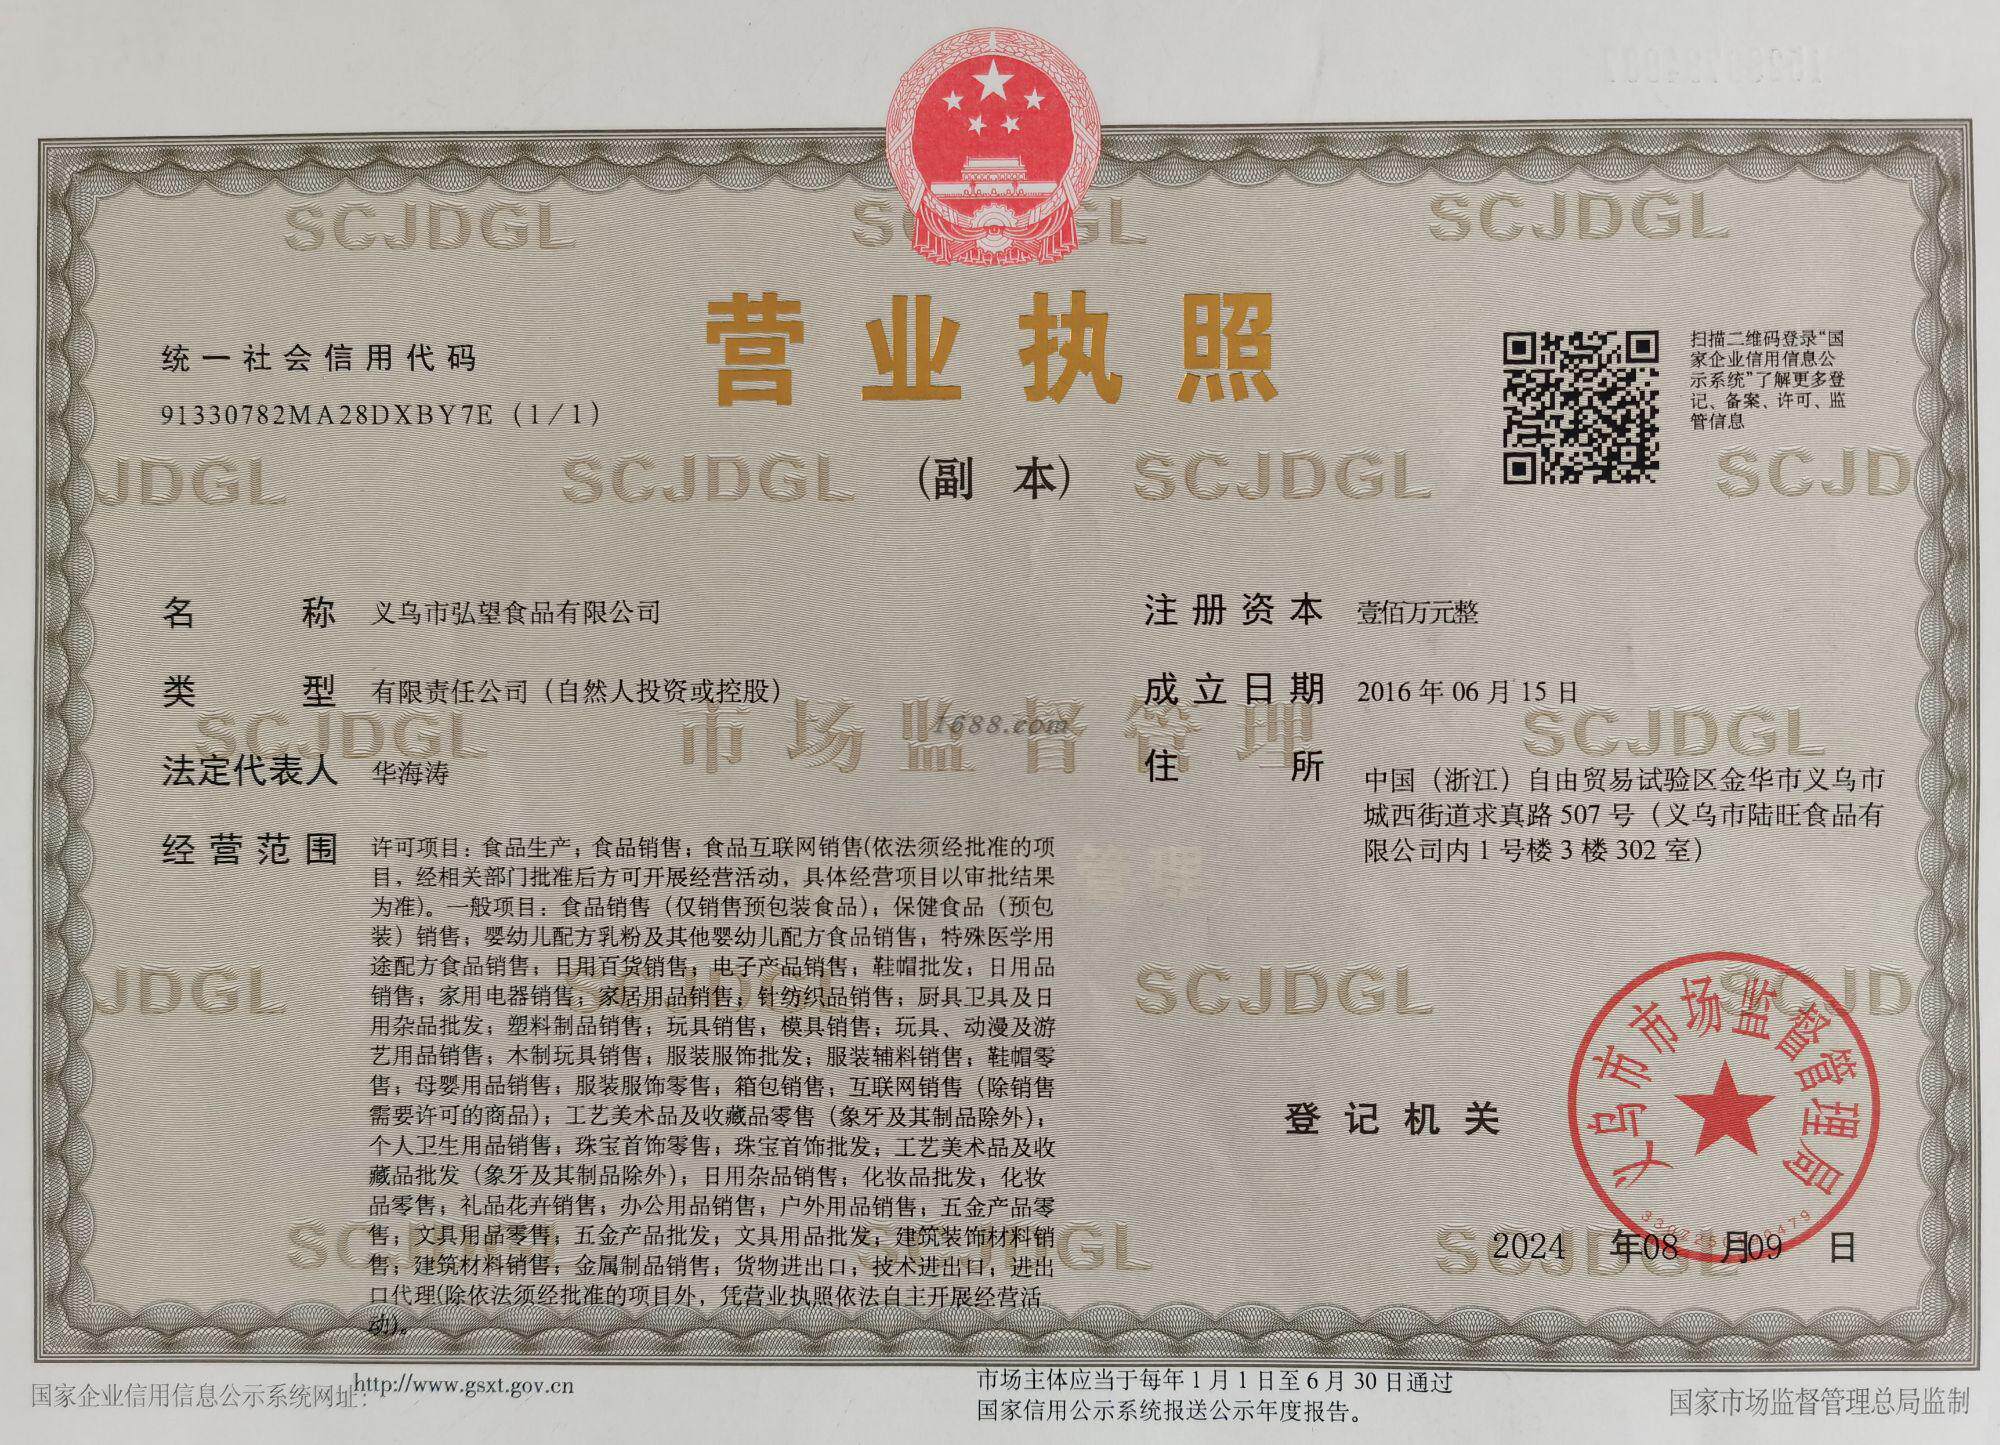 营业执照
(副 本)
统一社会信用代码
91330782MA28DXBY7E (1/1)
扫描二维码登录“国
家企业信用信息公
示系统”了解更多登
记、备案、许可、监
管信息
名 称 义乌市弘望食品有限公司
类 型 有限责任公司（自然人投资或控股）
法定代表人 华海涛
经营范围 许可项目：食品生产；食品销售；食品互联网销售(依法须经批准的项
目，经相关部门批准后方可开展经营活动，具体经营项目以审批结果
为准)。一般项目：食品销售（仅销售预包装食品）；保健食品（预包
装）销售；婴幼儿配方乳粉及其他婴幼儿配方食品销售；特殊医学用
途配方食品销售；日用百货销售；电子产品销售；鞋帽批发；日用品
销售；家用电器销售；家居用品销售；针纺织品销售；厨具卫具及日
用杂品批发；塑料制品销售；玩具销售；模具销售；玩具、动漫及游
艺用品销售；木制玩具销售；服装服饰批发；服装辅料销售；鞋帽零
售；母婴用品销售；服装服饰零售；箱包销售；互联网销售（除销售
需要许可的商品）；工艺美术品及收藏品零售（象牙及其制品除外）；
个人卫生用品销售；珠宝首饰零售；珠宝首饰批发；工艺美术品及收
藏品批发（象牙及其制品除外）；日用杂品销售；化妆品批发；化妆
品零售；礼品花卉销售；办公用品销售；户外用品销售；五金产品零
售；文具用品零售；五金产品批发；文具用品批发；建筑装饰材料销
售；建筑材料销售；金属制品销售；货物进出口；技术进出口；进出
口代理(除依法须经批准的项目外，凭营业执照依法自主开展经营活
动)。
注册资本 壹佰万元整
成立日期 2016 年 06 月 15 日
住 所 中国（浙江）自由贸易试验区金华市义乌市
城西街道求真路 507 号（义乌市陆旺食品有
限公司内 1 号楼 3 楼 302 室）
登记机关
义乌市市场监督管理局
2024 年08 月09 日
SCJDGL
SCJDGL
SCJDGL
SCJDGL
SCJDGL
SCJDGL
市场监督管理
1688.com
SCJDGL
管理
SCJDGL
SCJDGL
SCJDGL
SCJDGL
国家企业信用信息公示系统网址：http://www.gsxt.gov.cn
市场主体应当于每年 1 月 1 日至 6 月 30 日通过
国家信用公示系统报送公示年度报告。
国家市场监督管理总局监制